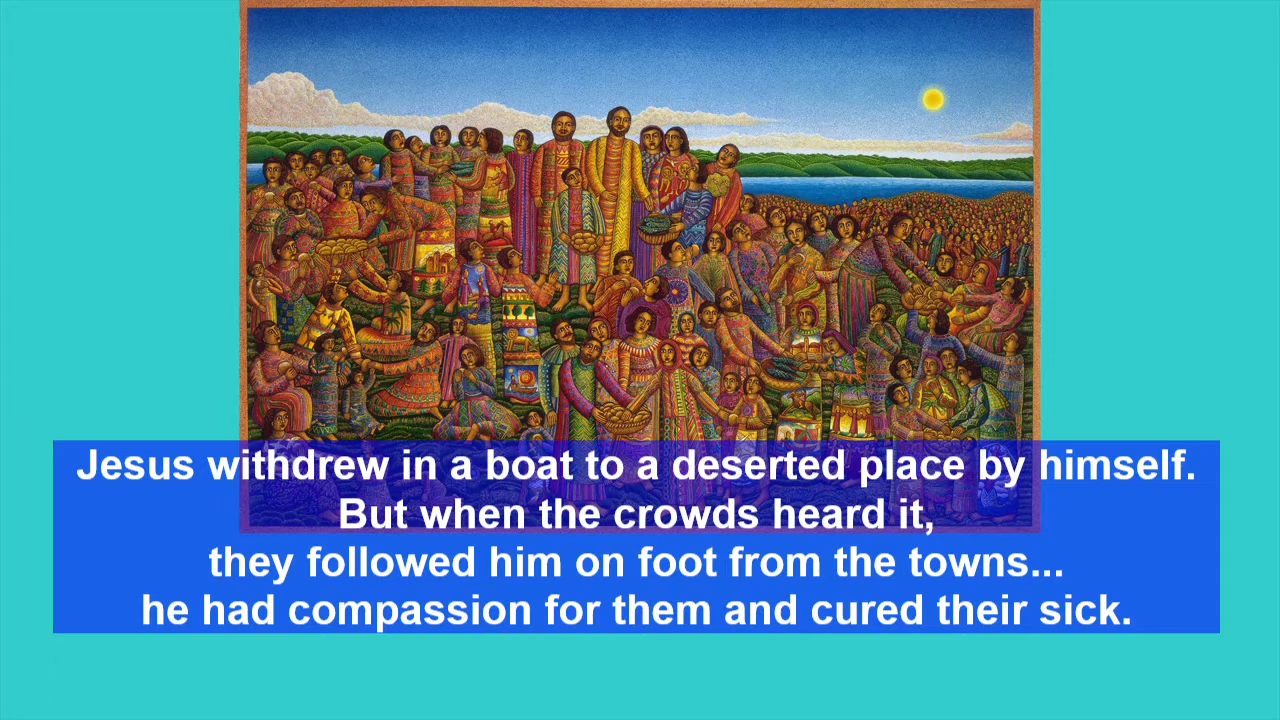 Jesus withdrew in a boat to a deserted place by himself.
But when the crowds heard it,
they followed him on foot from the towns...
he had compassion for them and cured their sick.